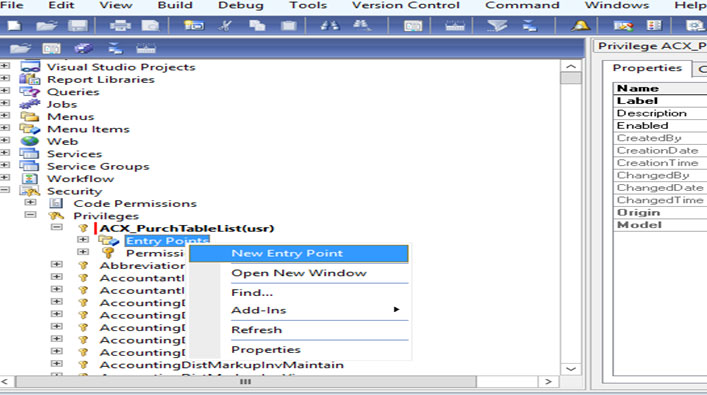 File Edit View Build Debug Tools Version Control Command Windows Help
Privilege ACX_P
Visual Studio Projects
Report Libraries
Queries
Jobs
Menus
Menu Items
Web
Services
Service Groups
Workflow
Security
Code Permissions
Privileges
ACX_PurchTableList(usr)
Entry Points
Permissi
Abbreviation
AccountantI
AccountantI
AccountingD
AccountingD
AccountingD
AccountingD
AccountingD
AccountingDistMarkupInvMaintain
New Entry Point
Open New Window
Find...
Add-Ins
Refresh
Properties
Properties
Name
Label
Description
Enabled
CreatedBy
CreationDate
CreationTime
ChangedBy
ChangedDate
ChangedTime
Origin
Model